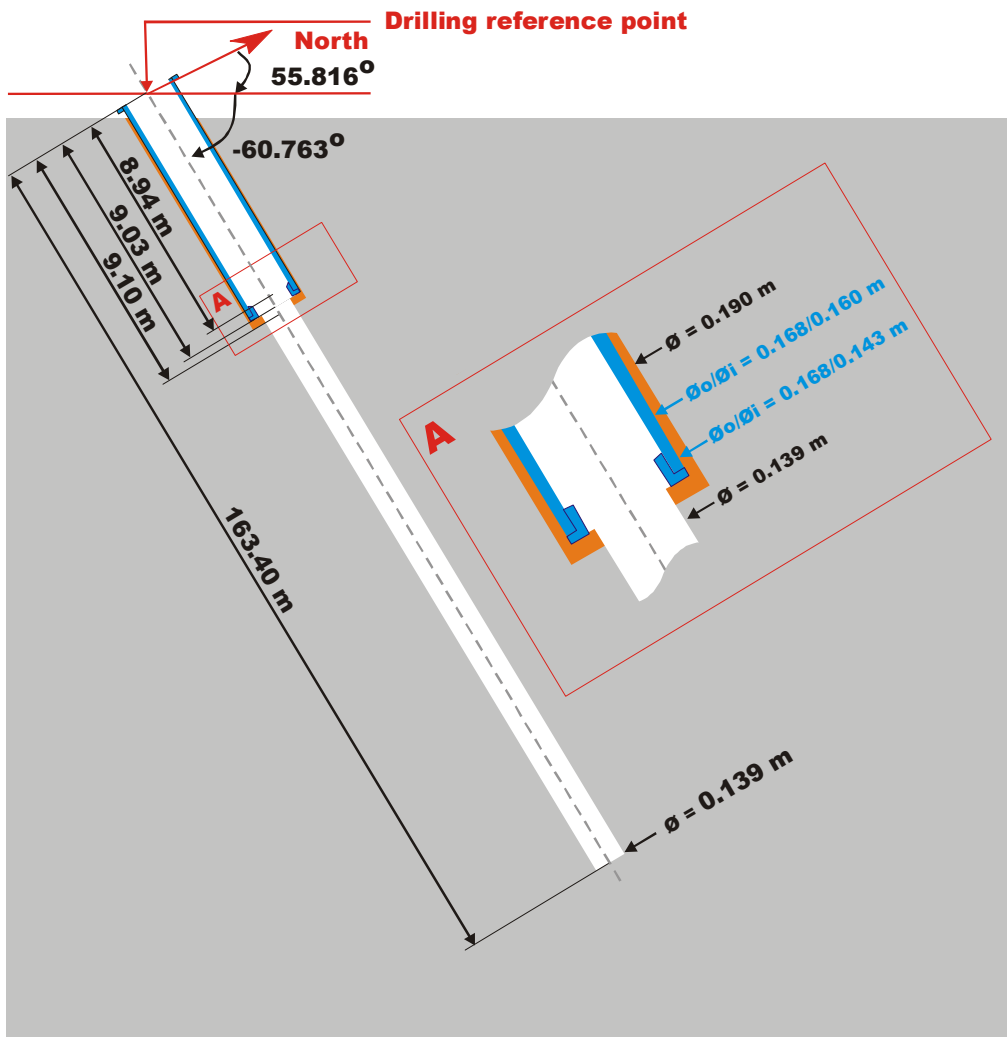 Drilling reference point
North
55.816°
-60.763°
8.94 m
9.03 m
9.10 m
163.40 m
A
A
Ø = 0.190 m
Øo/Øi = 0.168/0.160 m
Øo/Øi = 0.168/0.143 m
Ø = 0.139 m
Ø = 0.139 m